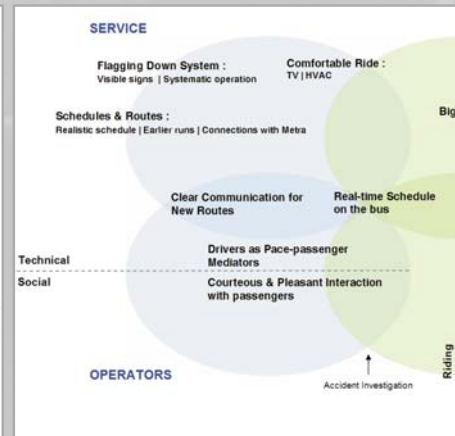 SERVICE
Flagging Down System :
Visible signs | Systematic operation
Comfortable Ride :
TV | HVAC
Schedules & Routes :
Realistic schedule | Earlier runs | Connections with Metra
Big
Clear Communication for
New Routes
Real-time Schedule
on the bus
Drivers as Pace-passenger
Mediators
Technical
Social
Courteous & Pleasant Interaction
with passengers
OPERATORS
Accident Investigation
Riding